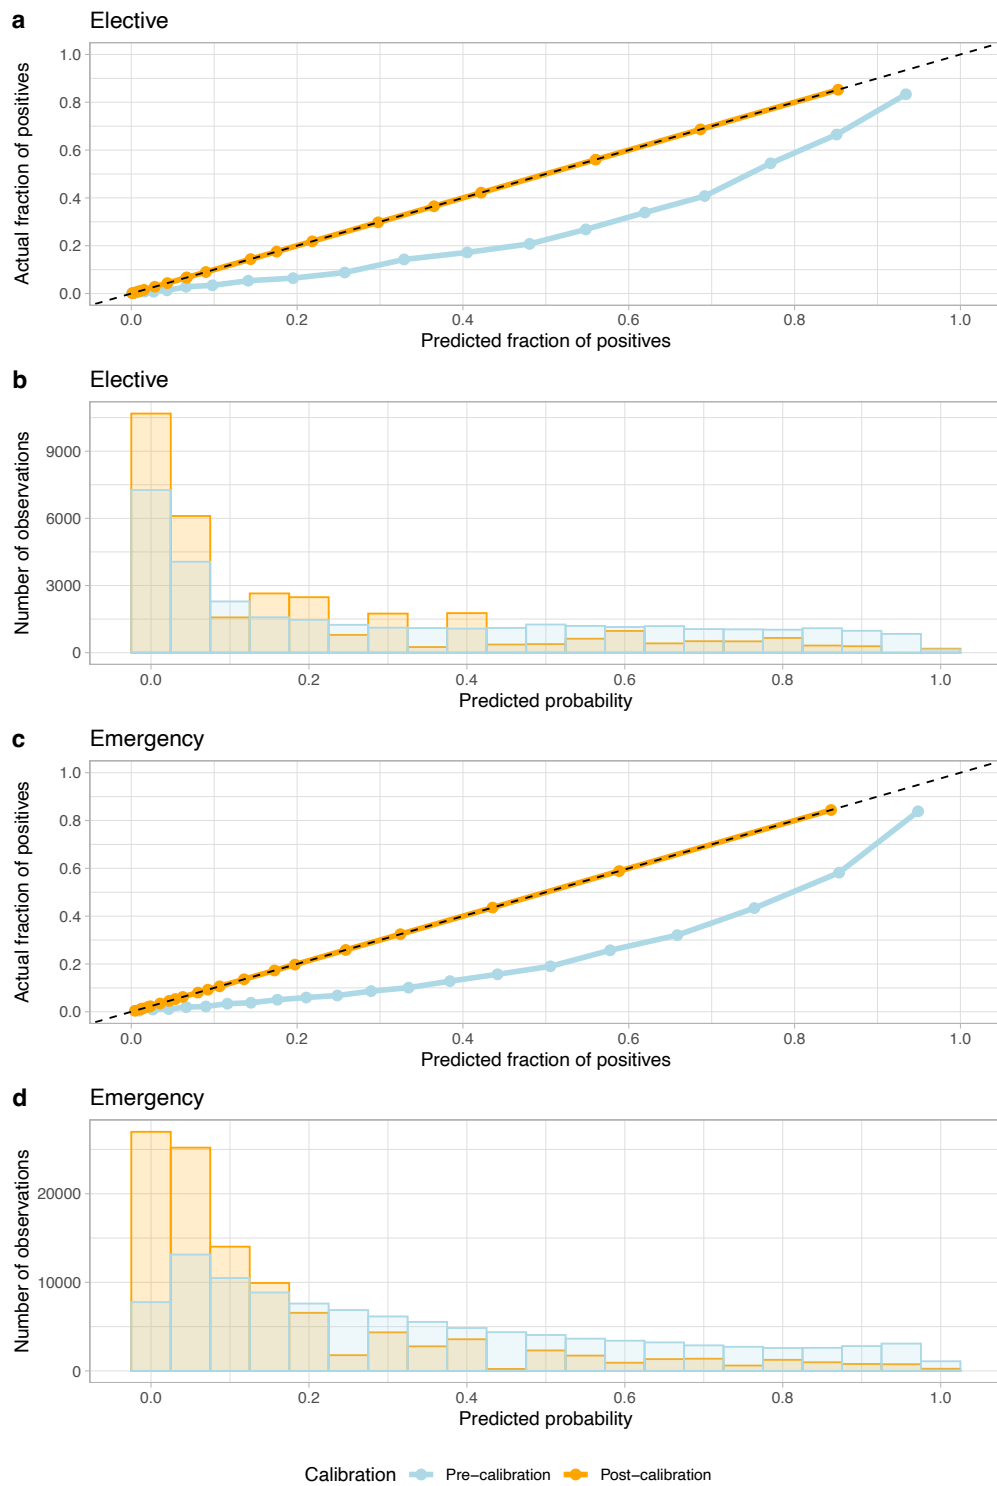 a Elective
1.0
0.8
0.6
0.4
0.2
0.0
Actual fraction of positives
0.0 0.2 0.4 0.6 0.8 1.0
Predicted fraction of positives
b Elective
9000
6000
3000
0
Number of observations
0.0 0.2 0.4 0.6 0.8 1.0
Predicted probability
c Emergency
1.0
0.8
0.6
0.4
0.2
0.0
Actual fraction of positives
0.0 0.2 0.4 0.6 0.8 1.0
Predicted fraction of positives
d Emergency
20000
10000
0
Number of observations
0.0 0.2 0.4 0.6 0.8 1.0
Predicted probability
Calibration Pre−calibration Post−calibration